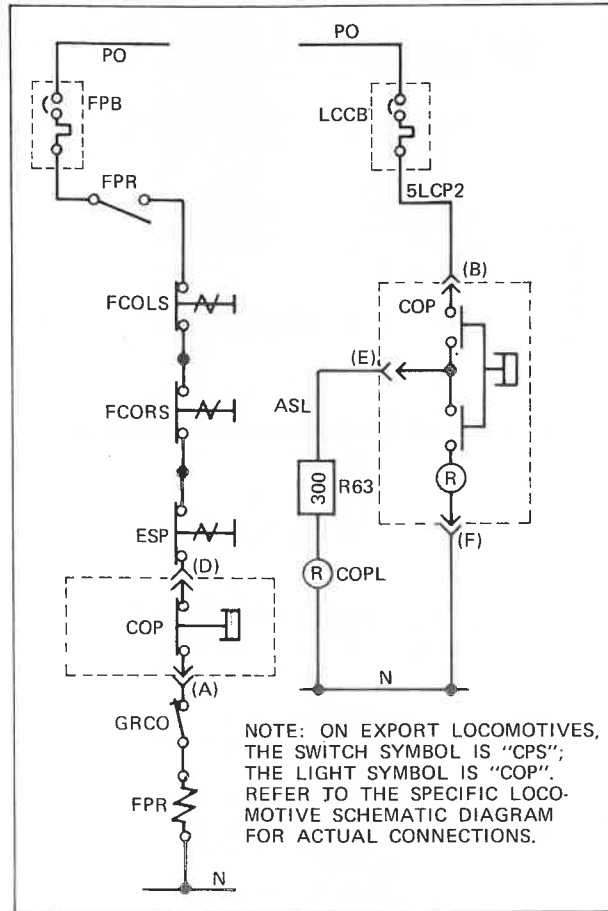 PO
FPB
FPR
FCOLS
FCORS
ESP
(D)
COP
(A)
GRCO
FPR
N
PO
LCCB
5LCP2
(B)
COP
(E)
ASL
300
R63
R
R
COPL
(F)
N
NOTE: ON EXPORT LOCOMOTIVES,
THE SWITCH SYMBOL IS "CPS";
THE LIGHT SYMBOL IS "COP".
REFER TO THE SPECIFIC LOCO-
MOTIVE SCHEMATIC DIAGRAM
FOR ACTUAL CONNECTIONS.